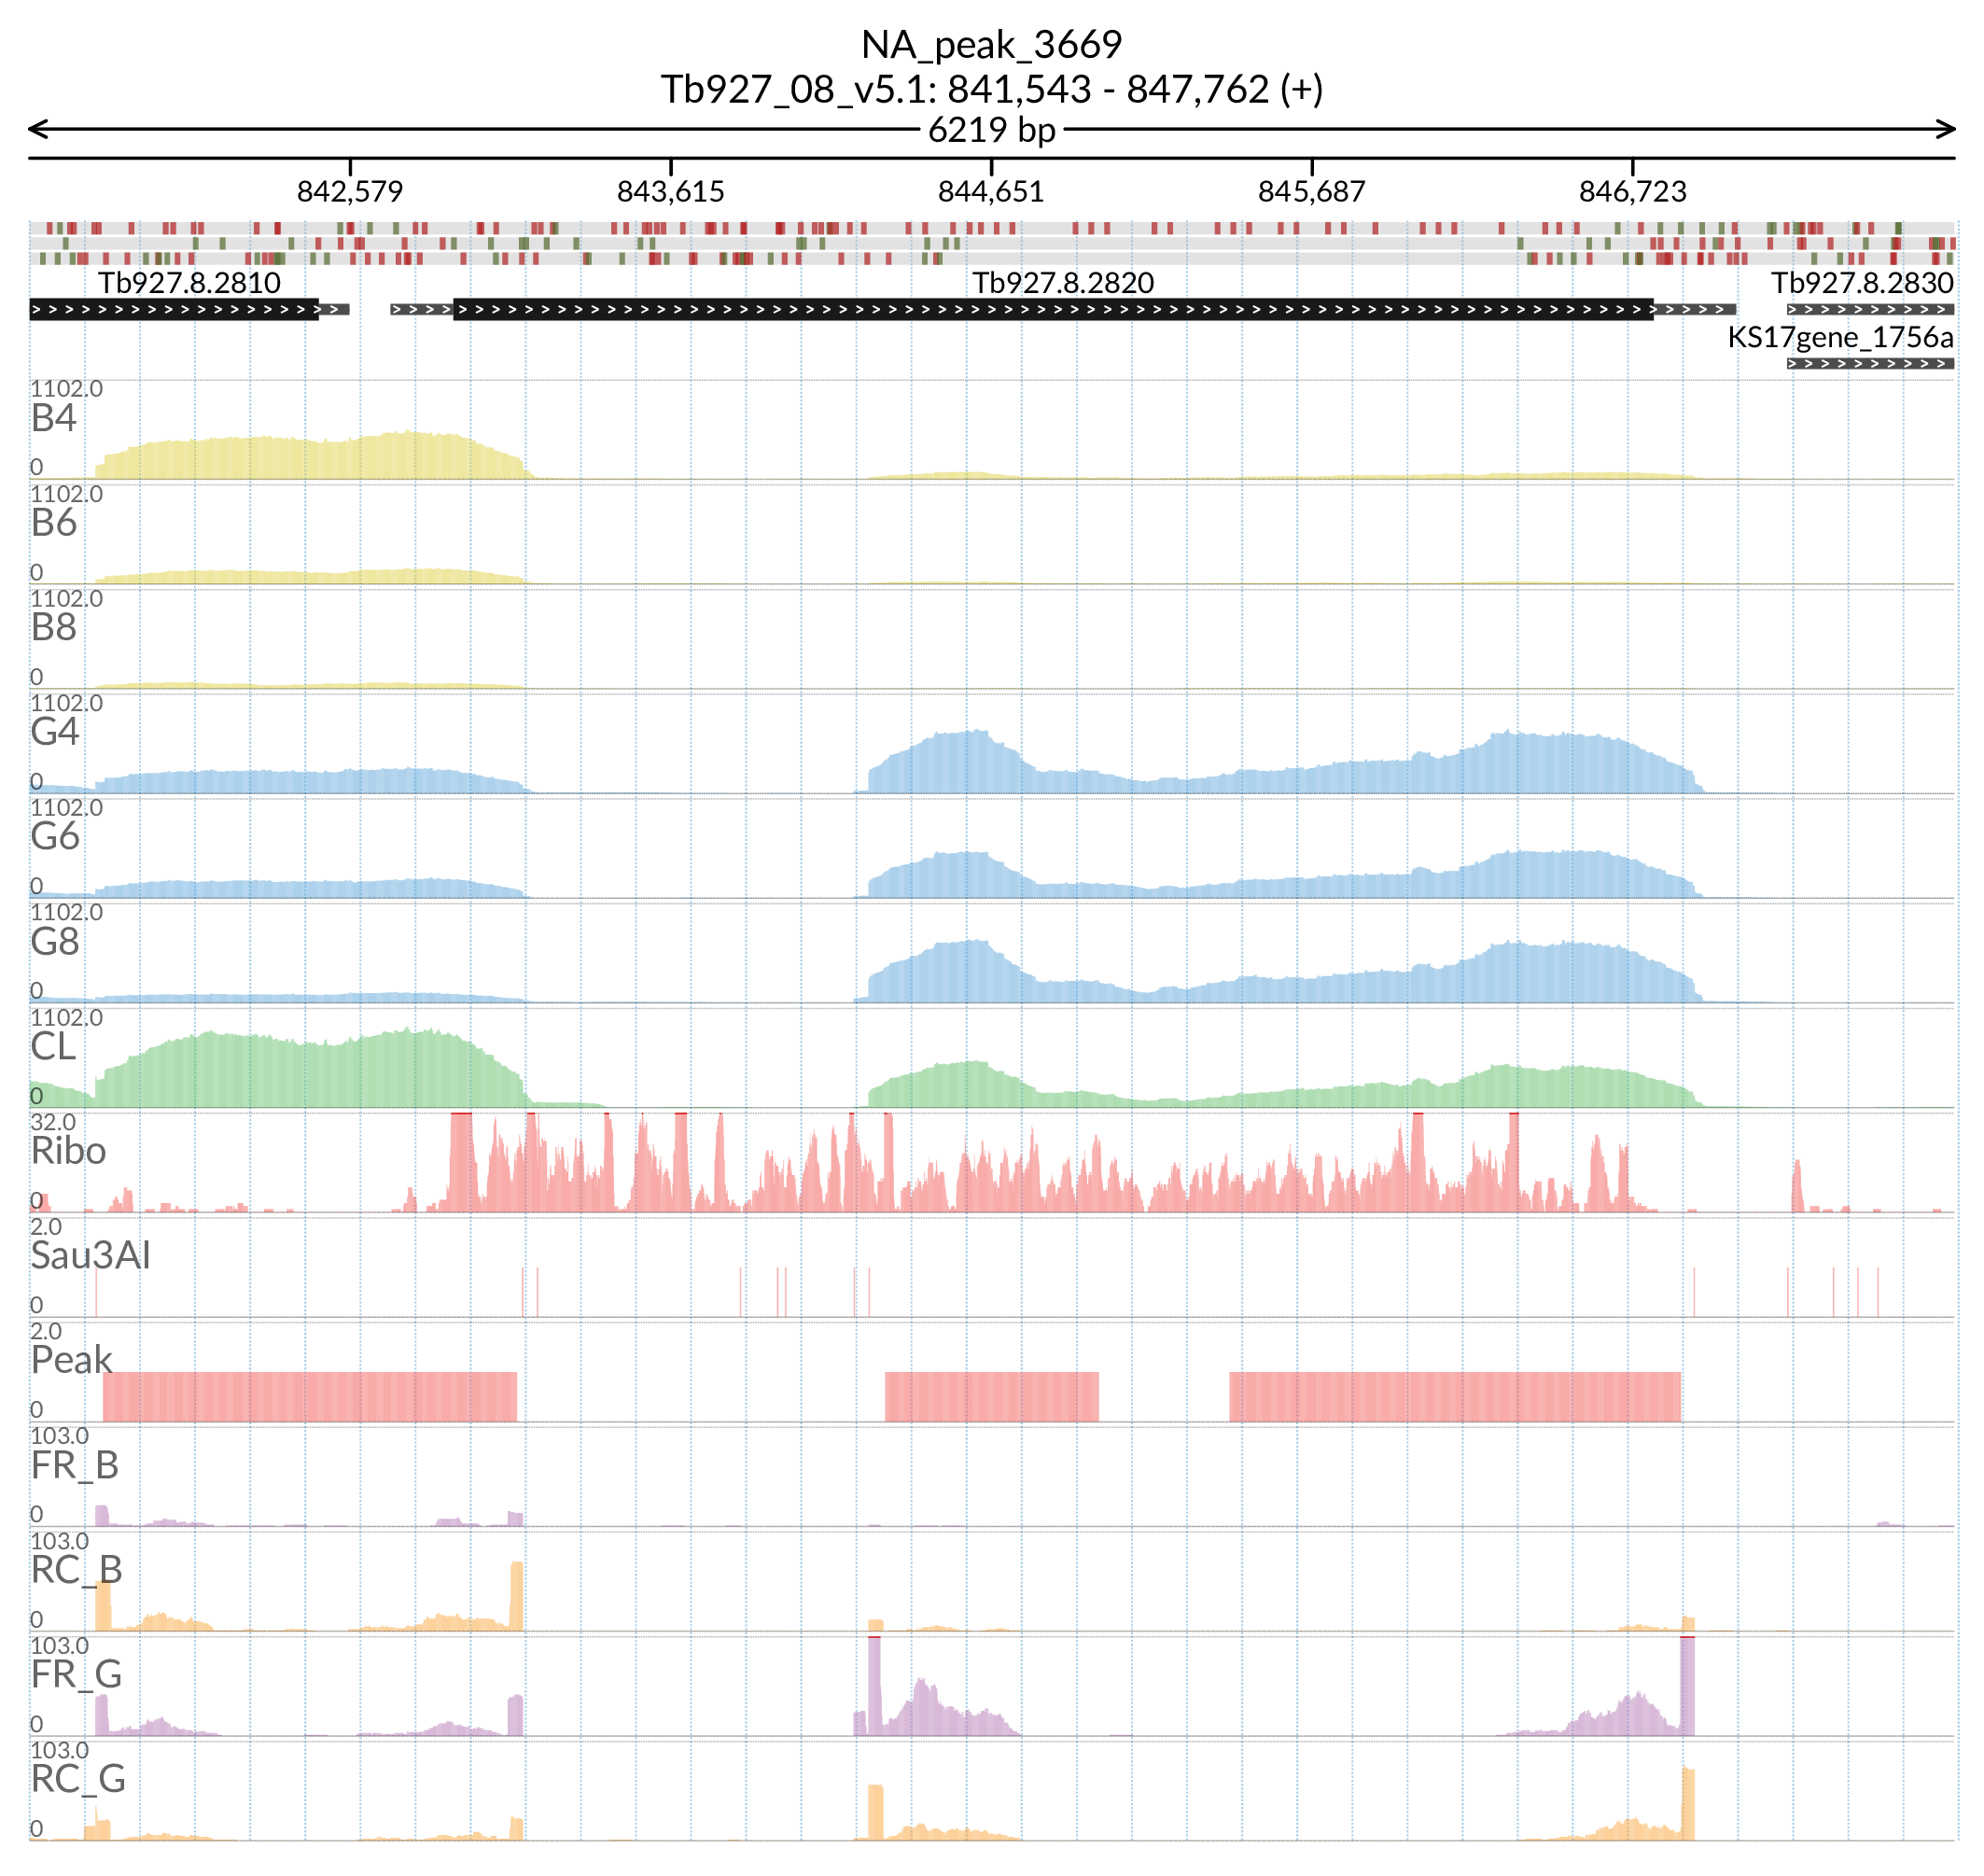 NA_peak_3669
Tb927_08_v5.1: 841,543 - 847,762 (+)
6219 bp
842,579 843,615 844,651 845,687 846,723
Tb927.8.2810 Tb927.8.2820 Tb927.8.2830
KS17gene_1756a
1102.0
B4
0
1102.0
B6
0
1102.0
B8
0
1102.0
G4
0
1102.0
G6
0
1102.0
G8
0
1102.0
CL
0
32.0
Ribo
0
2.0
Sau3AI
0
2.0
Peak
0
103.0
FR_B
0
103.0
RC_B
0
103.0
FR_G
0
103.0
RC_G
0